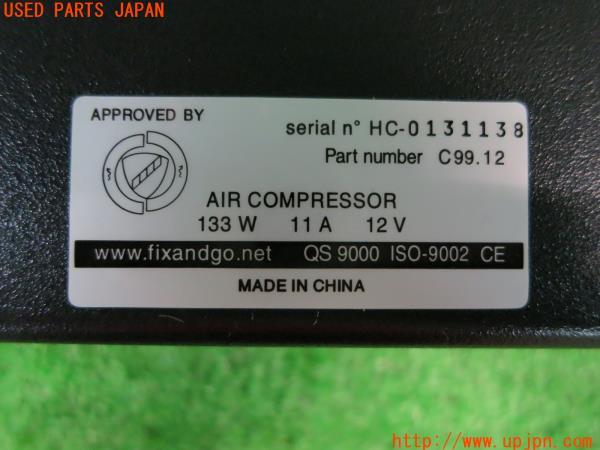 USED PARTS JAPAN
APPROVED BY
serial n° HC-0131138
Part number C99.12
AIR COMPRESSOR
133 W 11 A 12 V
www.fixandgo.net QS 9000 ISO-9002 CE
MADE IN CHINA
http://www.upjpn.com/